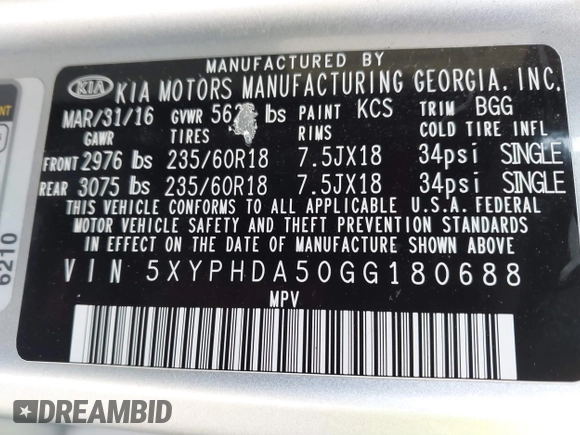 MANUFACTURED BY
KIA KIA MOTORS MANUFACTURING GEORGIA, INC.
MAR/31/16 GVWR lbs PAINT KCS TRIM BGG
GAWR TIRES RIMS COLD TIRE INFL
FRONT 2976 lbs 235/60R18 7.5JX18 34psi SINGLE
REAR 3075 lbs 235/60R18 7.5JX18 34psi SINGLE
THIS VEHICLE CONFORMS TO ALL APPLICABLE U.S.A. FEDERAL
MOTOR VEHICLE SAFETY AND THEFT PREVENTION STANDARDS
IN EFFECT ON THE DATE OF MANUFACTURE SHOWN ABOVE.
VIN 5XYPHDA50GG180688
MPV
6210
DREAMBID